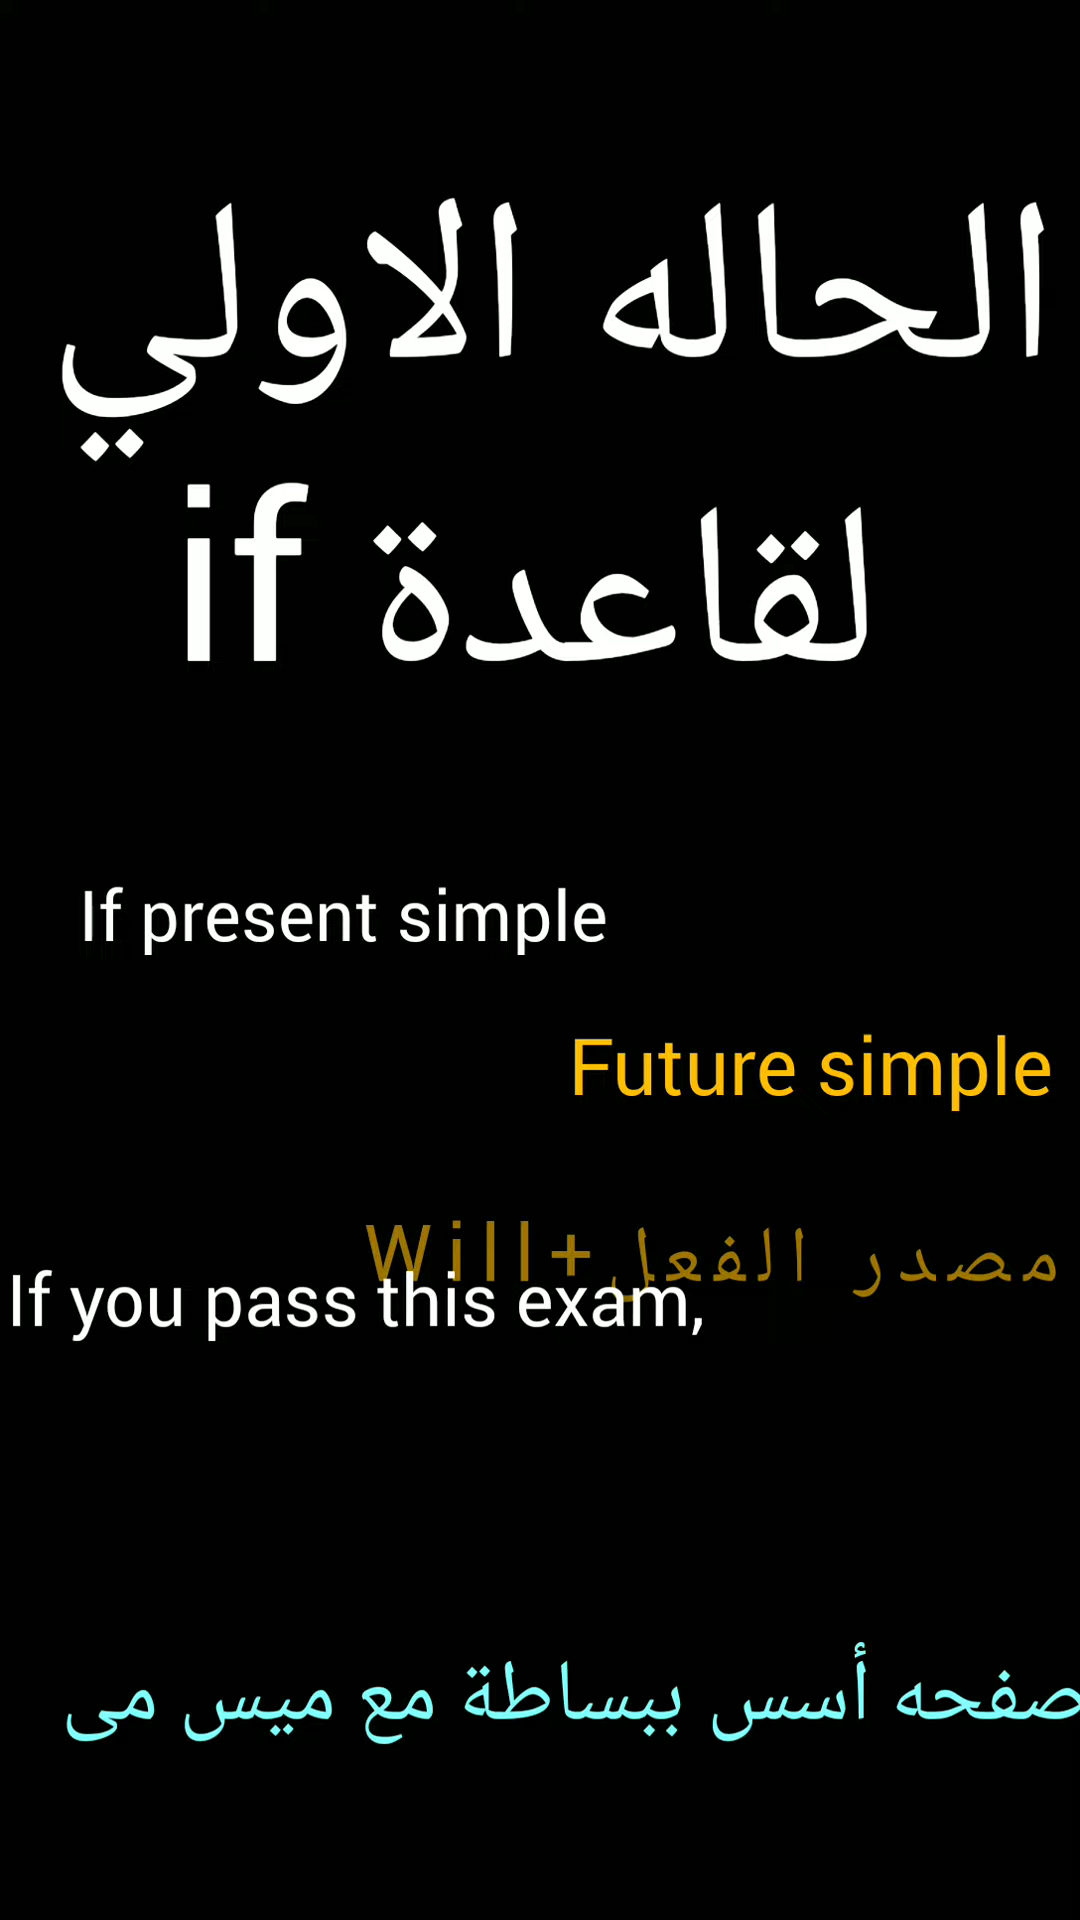 الحاله الاولي
لقاعدة if
If present simple
Future simple
Will+مصدر الفعل
If you pass this exam,
صفحه أسس ببساطة مع ميس مى